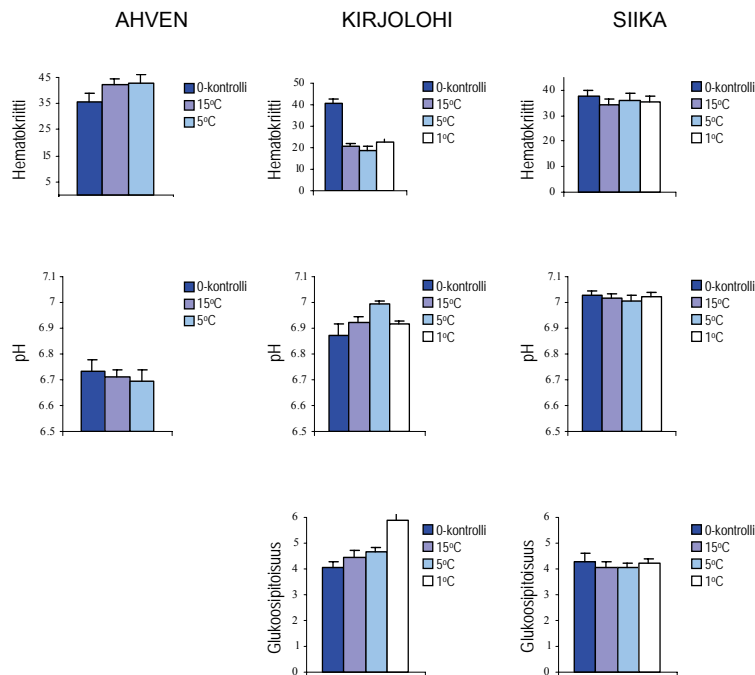 AHVEN
KIRJOLOHI
SIIKA
Hematokriitti
45
35
25
15
5
0-kontrolli
15ºC
5ºC
Hematokriitti
50
40
30
20
10
0
0-kontrolli
15ºC
5ºC
1ºC
Hematokriitti
40
30
20
10
0
0-kontrolli
15ºC
5ºC
1ºC
pH
7.1
7
6.9
6.8
6.7
6.6
6.5
0-kontrolli
15ºC
5ºC
pH
7.1
7
6.9
6.8
6.7
6.6
6.5
0-kontrolli
15ºC
5ºC
1ºC
pH
7.1
7
6.9
6.8
6.7
6.6
6.5
0-kontrolli
15ºC
5ºC
1ºC
Glukoosipitoisuus
6
5
4
3
2
1
0
0-kontrolli
15ºC
5ºC
1ºC
Glukoosipitoisuus
6
5
4
3
2
1
0
0-kontrolli
15ºC
5ºC
1ºC